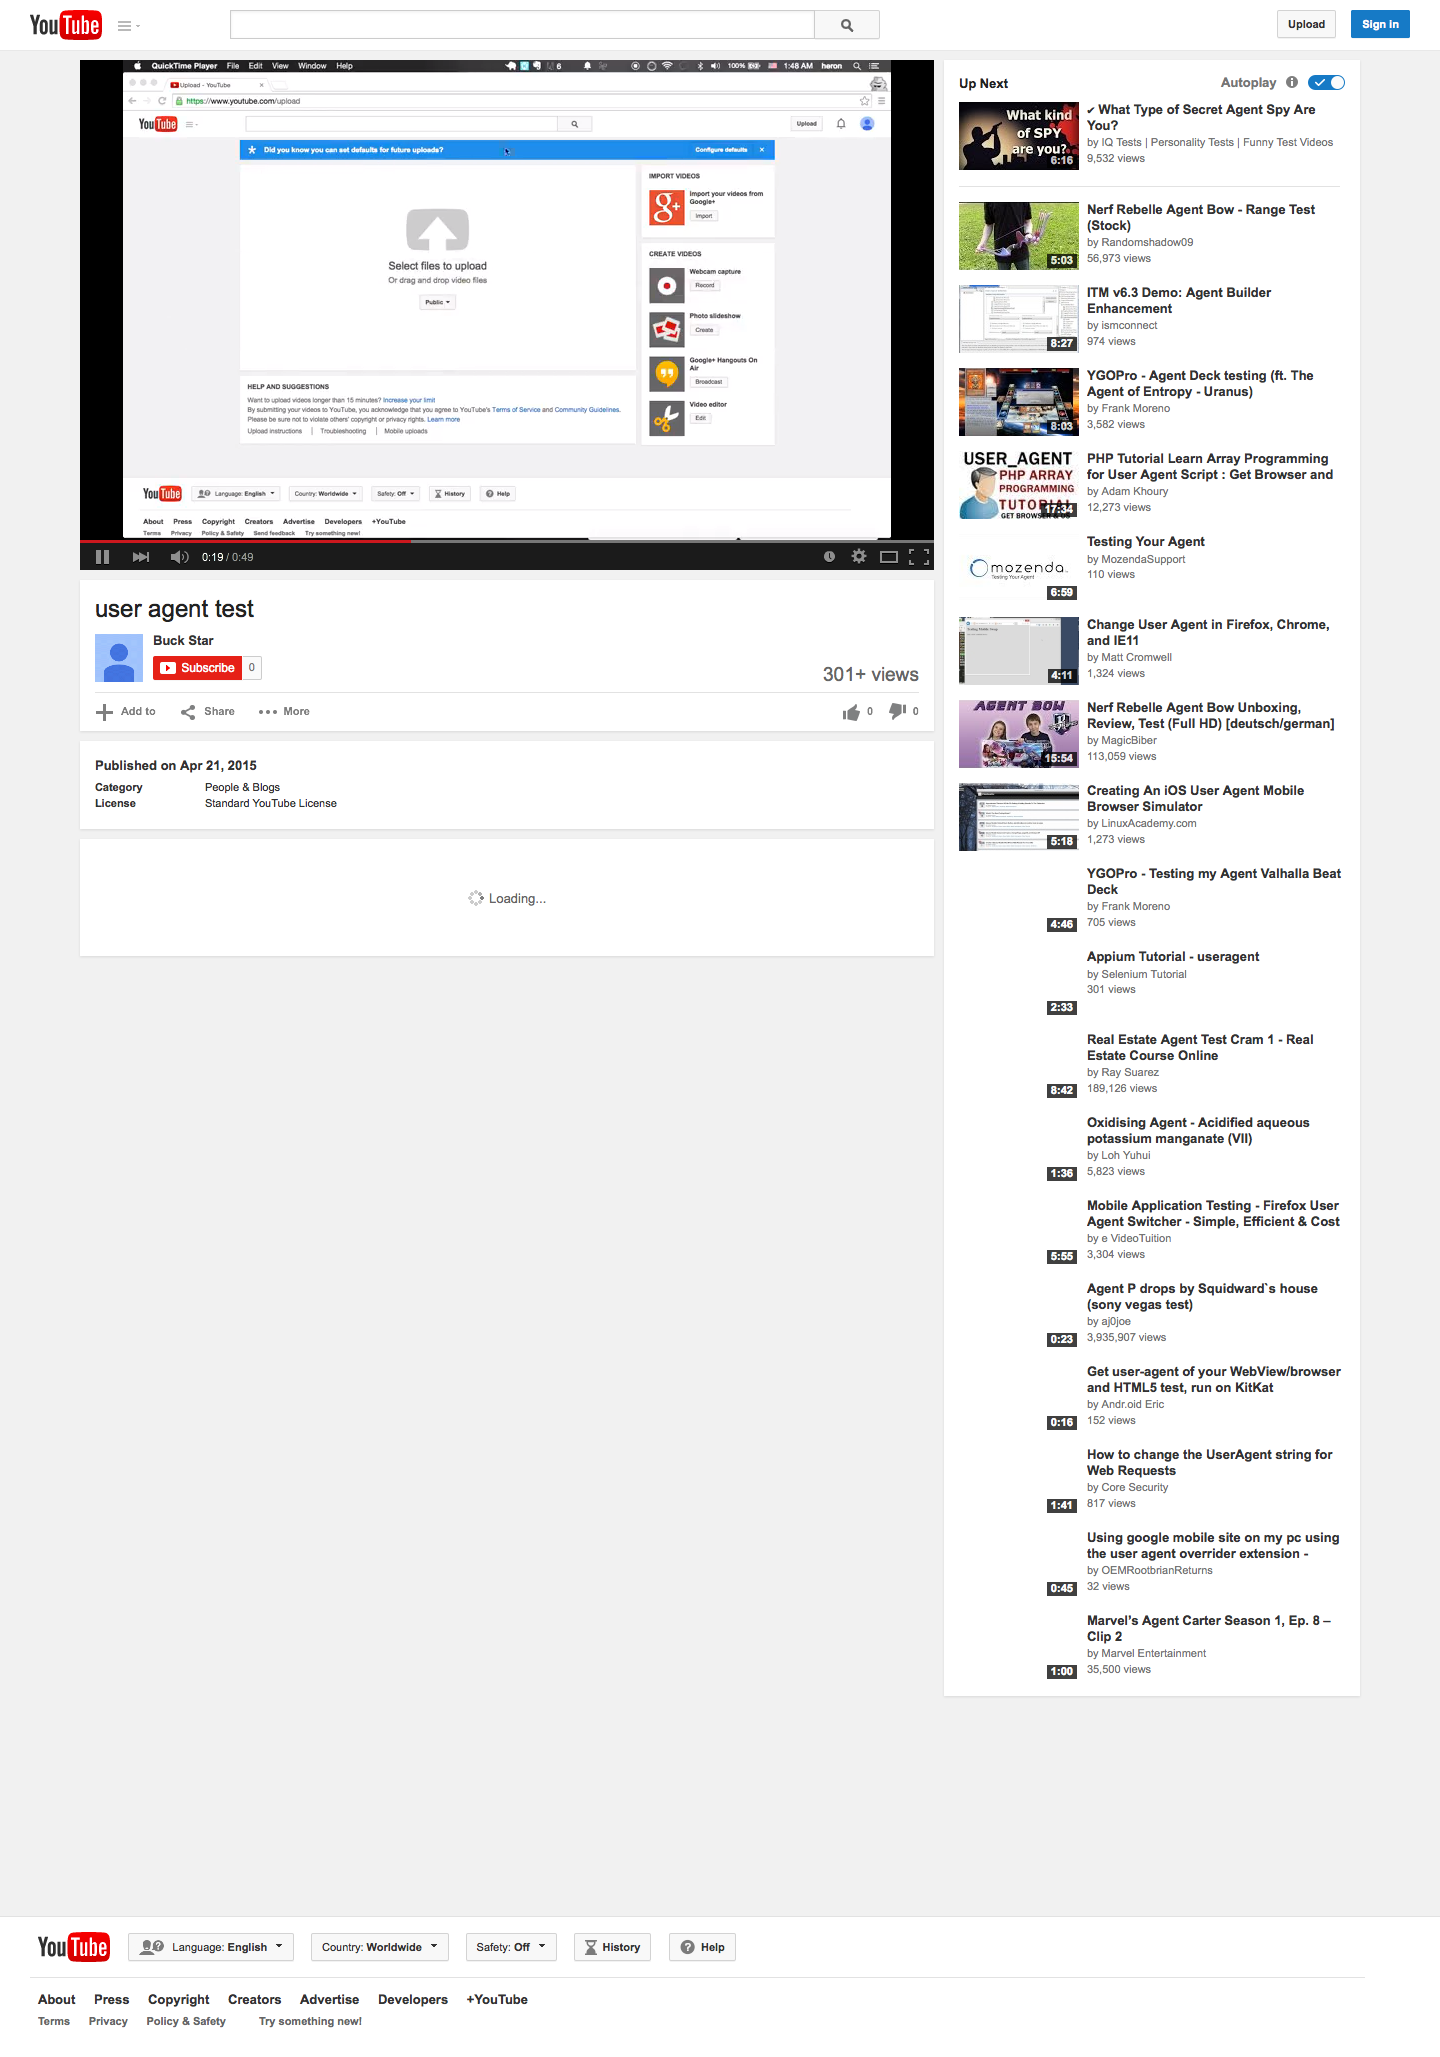 YouTube
Upload
Sign in
QuickTime Player File Edit View Window Help
6
100%
1:48 AM heron
Upload - YouTube
https://www.youtube.com/upload
YouTube
Upload
Did you know you can set defaults for future uploads?
Configure defaults
Select files to upload
Or drag and drop video files
Public
IMPORT VIDEOS
Import your videos from
Google+
Import
CREATE VIDEOS
Webcam capture
Record
Photo slideshow
Create
Google+ Hangouts On
Air
Broadcast
Video editor
Edit
HELP AND SUGGESTIONS
Want to upload videos longer than 15 minutes? Increase your limit
By submitting your videos to YouTube, you acknowledge that you agree to YouTube's Terms of Service and Community Guidelines.
Please be sure not to violate others' copyright or privacy rights. Learn more
Upload instructions | Troubleshooting | Mobile uploads
YouTube
Language: English
Country: Worldwide
Safety: Off
History
Help
About Press Copyright Creators Advertise Developers +YouTube
Terms Privacy Policy & Safety Send feedback Try something new!
0:19 / 0:49
user agent test
Buck Star
Subscribe 0
301+ views
Add to
Share
More
0
0
Published on Apr 21, 2015
Category People & Blogs
License Standard YouTube License
Loading...
Up Next
Autoplay
What kind
of SPY
are you?
6:16
✔ What Type of Secret Agent Spy Are
You?
by IQ Tests | Personality Tests | Funny Test Videos
9,532 views
5:03
Nerf Rebelle Agent Bow - Range Test
(Stock)
by Randomshadow09
56,973 views
8:27
ITM v6.3 Demo: Agent Builder
Enhancement
by ismconnect
974 views
8:03
YGOPro - Agent Deck testing (ft. The
Agent of Entropy - Uranus)
by Frank Moreno
3,582 views
USER_AGENT
PHP ARRAY
PROGRAMMING
TUTORIAL
GET BROWSER & OS
PHP Tutorial Learn Array Programming
for User Agent Script : Get Browser and
by Adam Khoury
12,273 views
mozenda
Testing Your Agent
6:59
Testing Your Agent
by MozendaSupport
110 views
4:11
Change User Agent in Firefox, Chrome,
and IE11
by Matt Cromwell
1,324 views
AGENT BOW
15:54
Nerf Rebelle Agent Bow Unboxing,
Review, Test (Full HD) [deutsch/german]
by MagicBiber
113,059 views
5:18
Creating An iOS User Agent Mobile
Browser Simulator
by LinuxAcademy.com
1,273 views
4:46
YGOPro - Testing my Agent Valhalla Beat
Deck
by Frank Moreno
705 views
2:33
Appium Tutorial - useragent
by Selenium Tutorial
301 views
8:42
Real Estate Agent Test Cram 1 - Real
Estate Course Online
by Ray Suarez
189,126 views
1:36
Oxidising Agent - Acidified aqueous
potassium manganate (VII)
by Loh Yuhui
5,823 views
5:55
Mobile Application Testing - Firefox User
Agent Switcher - Simple, Efficient & Cost
by e VideoTuition
3,304 views
0:23
Agent P drops by Squidward`s house
(sony vegas test)
by aj0joe
3,935,907 views
0:16
Get user-agent of your WebView/browser
and HTML5 test, run on KitKat
by Andr.oid Eric
152 views
1:41
How to change the UserAgent string for
Web Requests
by Core Security
817 views
0:45
Using google mobile site on my pc using
the user agent overrider extension -
by OEMRootbrianReturns
32 views
1:00
Marvel's Agent Carter Season 1, Ep. 8 –
Clip 2
by Marvel Entertainment
35,500 views
YouTube
Language: English
Country: Worldwide
Safety: Off
History
Help
About Press Copyright Creators Advertise Developers +YouTube
Terms Privacy Policy & Safety Try something new!